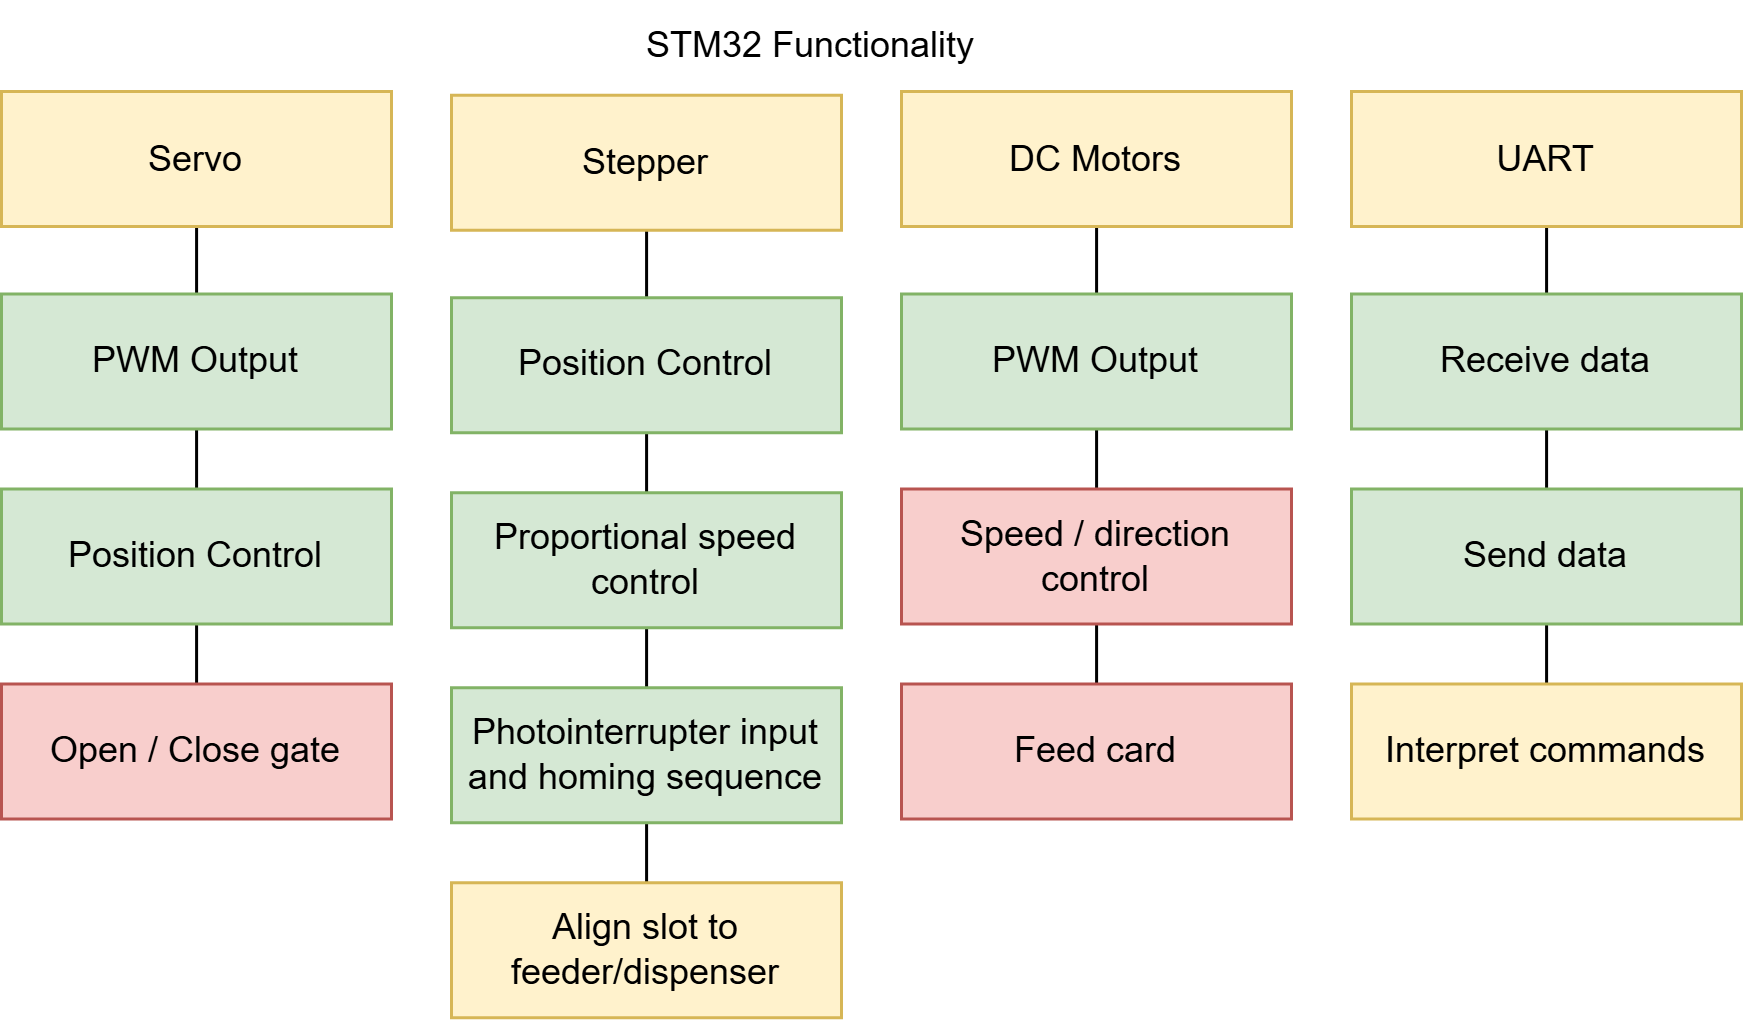 STM32 Functionality
Servo
PWM Output
Position Control
Open / Close gate
Stepper
Position Control
Proportional speed
control
Photointerrupter input
and homing sequence
Align slot to
feeder/dispenser
DC Motors
PWM Output
Speed / direction
control
Feed card
UART
Receive data
Send data
Interpret commands